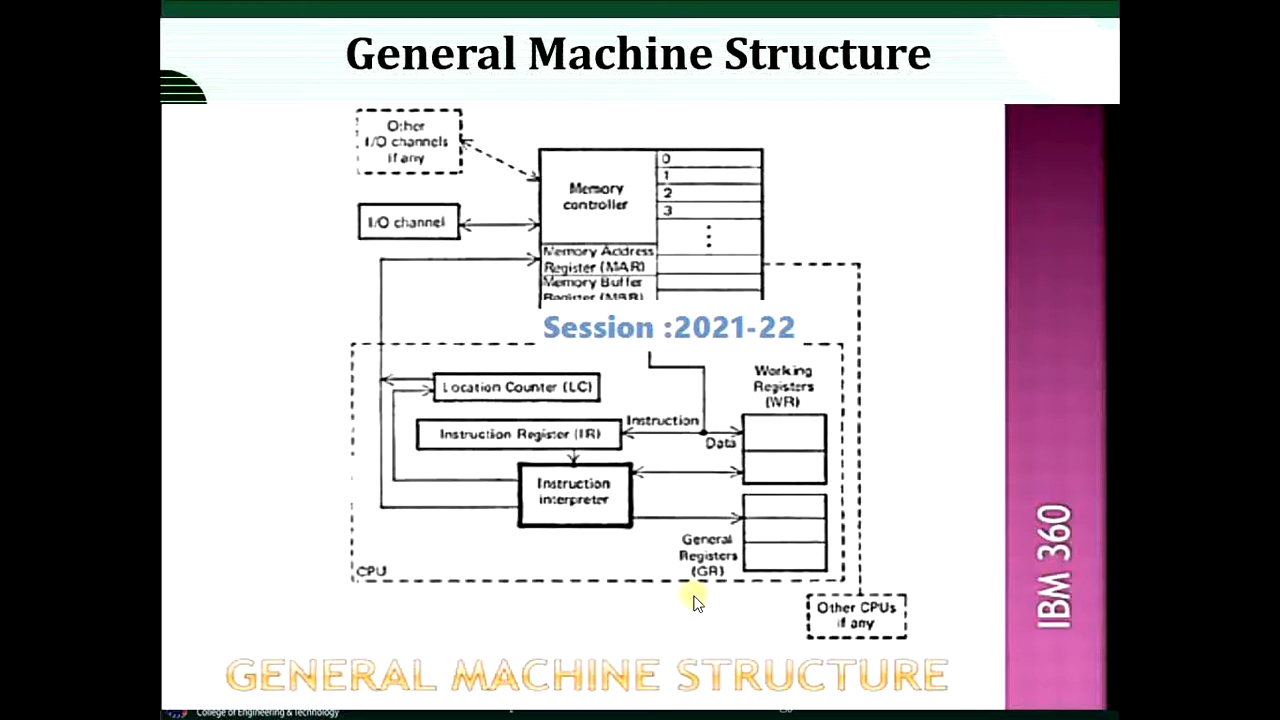 General Machine Structure
Other
I/O channels
if any
I/O channel
Memory
controller
0
1
2
3
Memory Address
Register (MAR)
Memory Buffer
Register (MBR)
Session :2021-22
Location Counter (LC)
Instruction Register (IR)
Instruction
interpreter
Instruction
Data
Working
Registers
(WR)
General
Registers
(GR)
CPU
Other CPUs
if any
IBM 360
GENERAL MACHINE STRUCTURE
College of Engineering & Technology